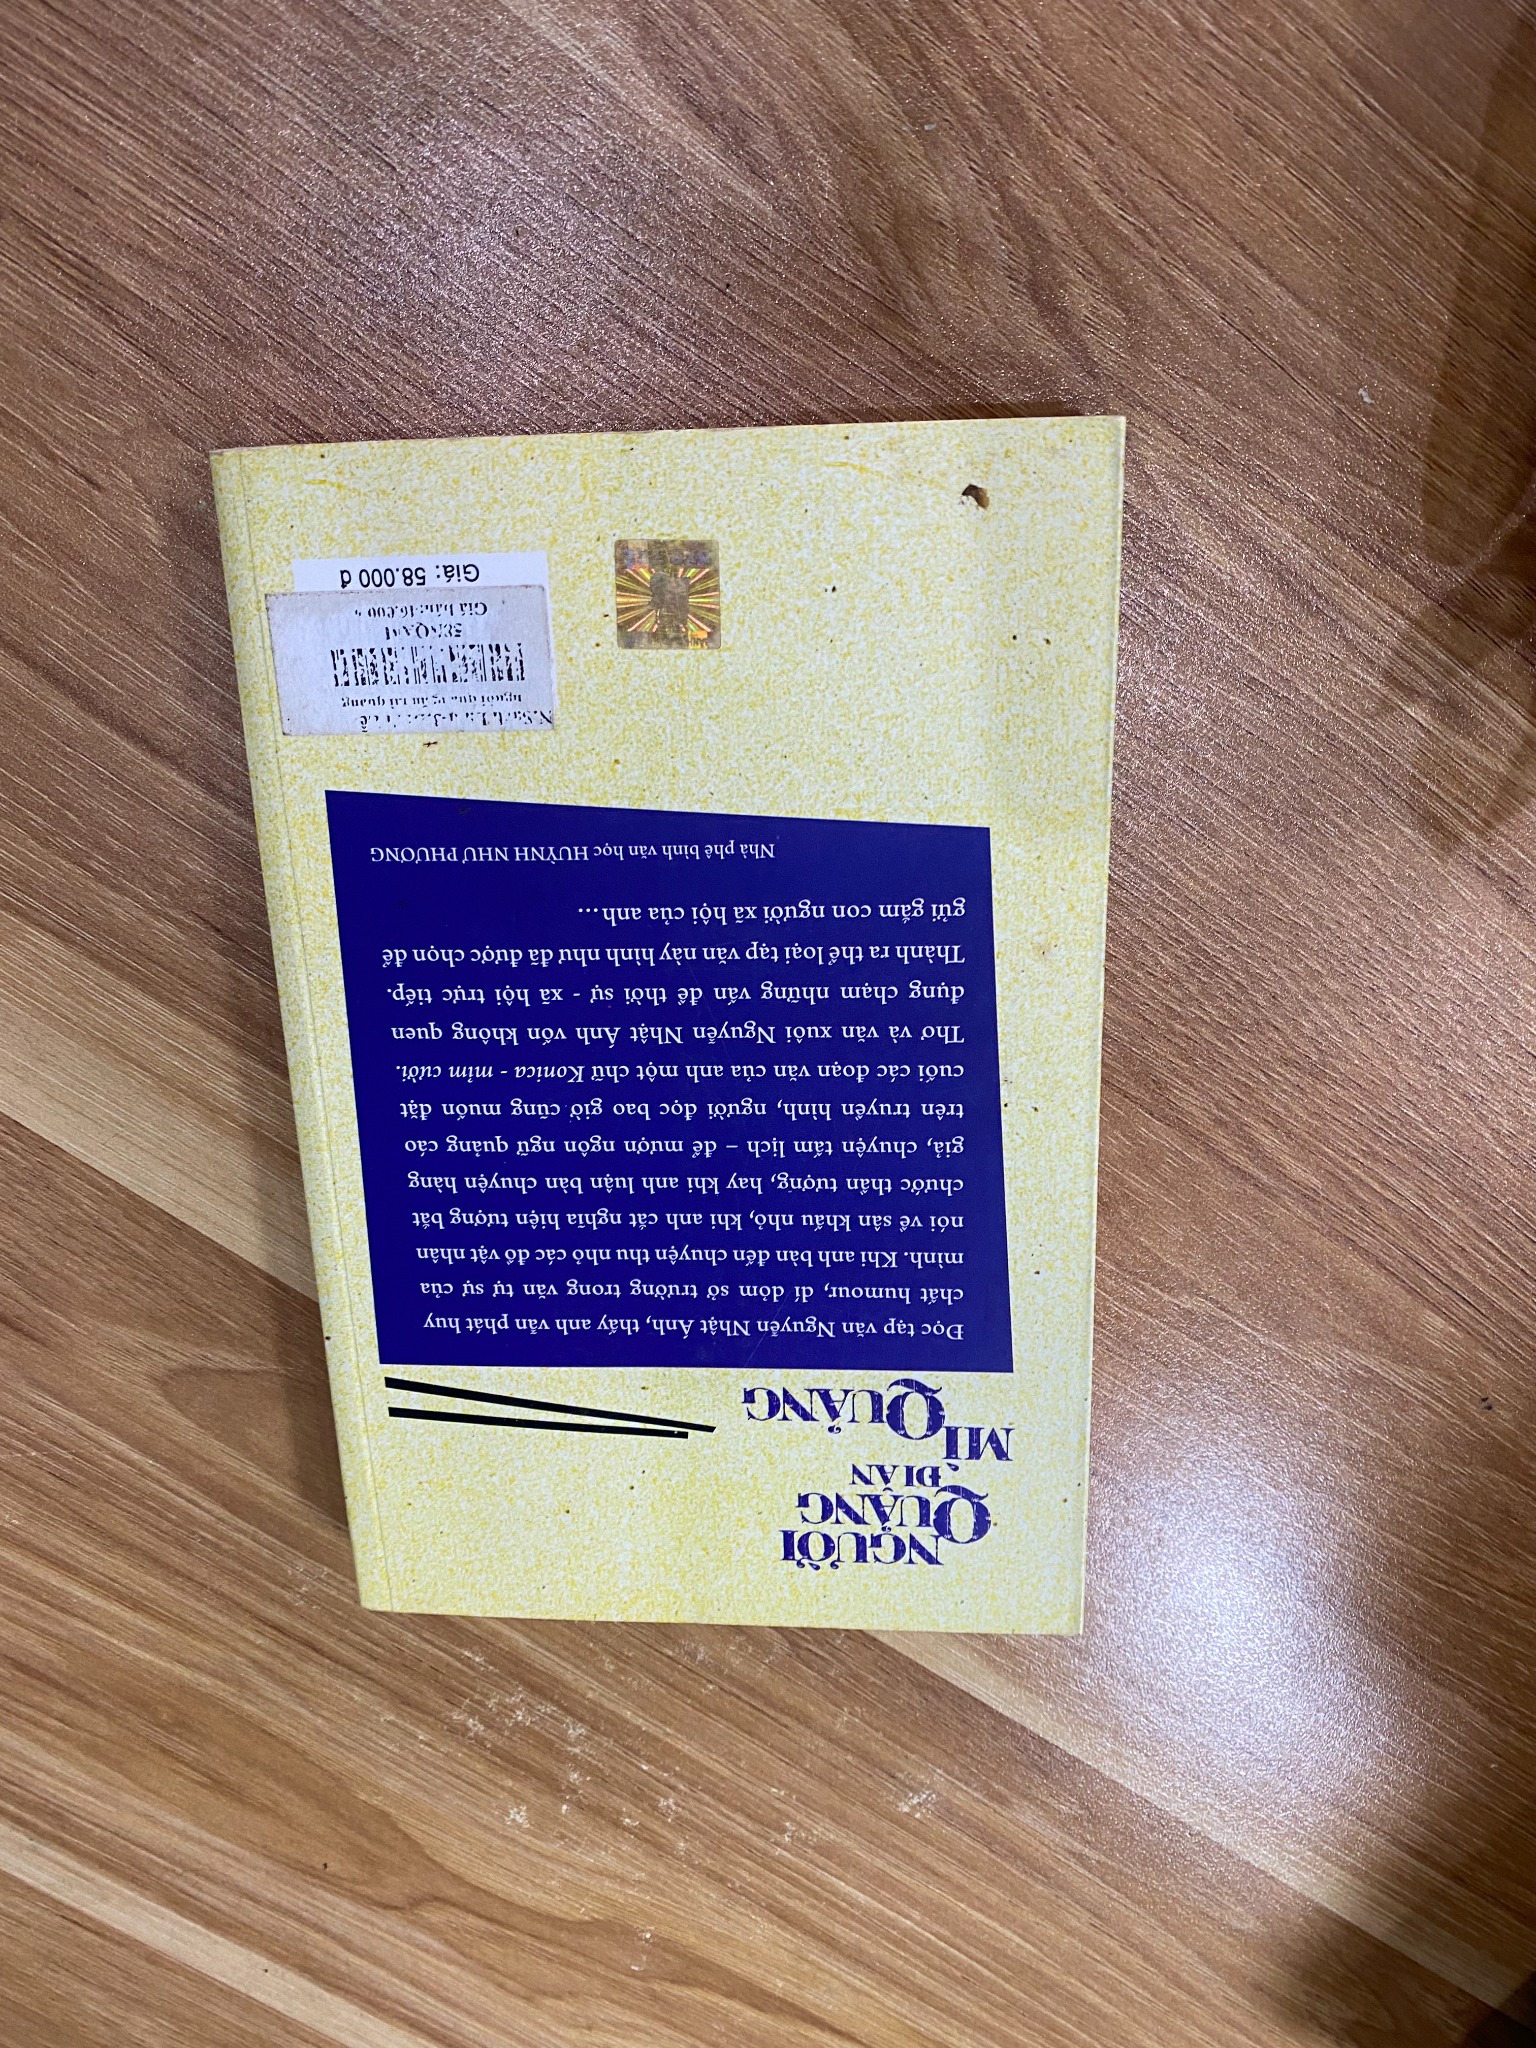 NGƯỜI
QUẢNG
ĐI ĂN
MÌ QUẢNG
Đọc tạp văn Nguyễn Nhật Ánh, thấy anh vẫn phát huy
chất humour, dí dỏm sở trường trong văn tự sự của
mình. Khi anh bàn đến chuyện thu nhỏ các đồ vật nhân
nói về sân khấu nhỏ, khi anh cắt nghĩa hiện tượng bắt
chước thần tượng, hay khi anh luận bàn chuyện hàng
giả, chuyện tấm lịch – để mượn ngôn ngữ quảng cáo
trên truyền hình, người đọc bao giờ cũng muốn đặt
cuối các đoạn văn của anh một chữ Konica - mỉm cười.
Thơ và văn xuôi Nguyễn Nhật Ánh vốn không quen
đụng chạm những vấn đề thời sự - xã hội trực tiếp.
Thành ra thể loại tạp văn này hình như đã được chọn để
gửi gắm con người xã hội của anh...
Nhà phê bình văn học HUỲNH NHƯ PHƯƠNG
Giá bán: 46.000
Giá: 58.000 đ